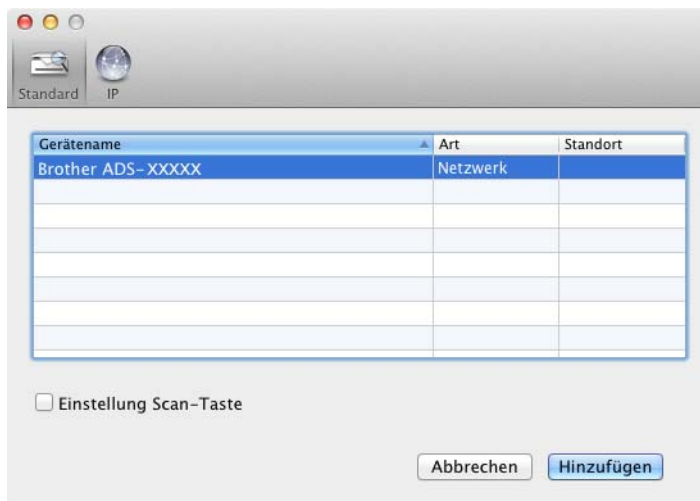 Standard IP
Gerätename Art Standort
Brother ADS-XXXXX Netzwerk
Einstellung Scan-Taste
Abbrechen Hinzufügen